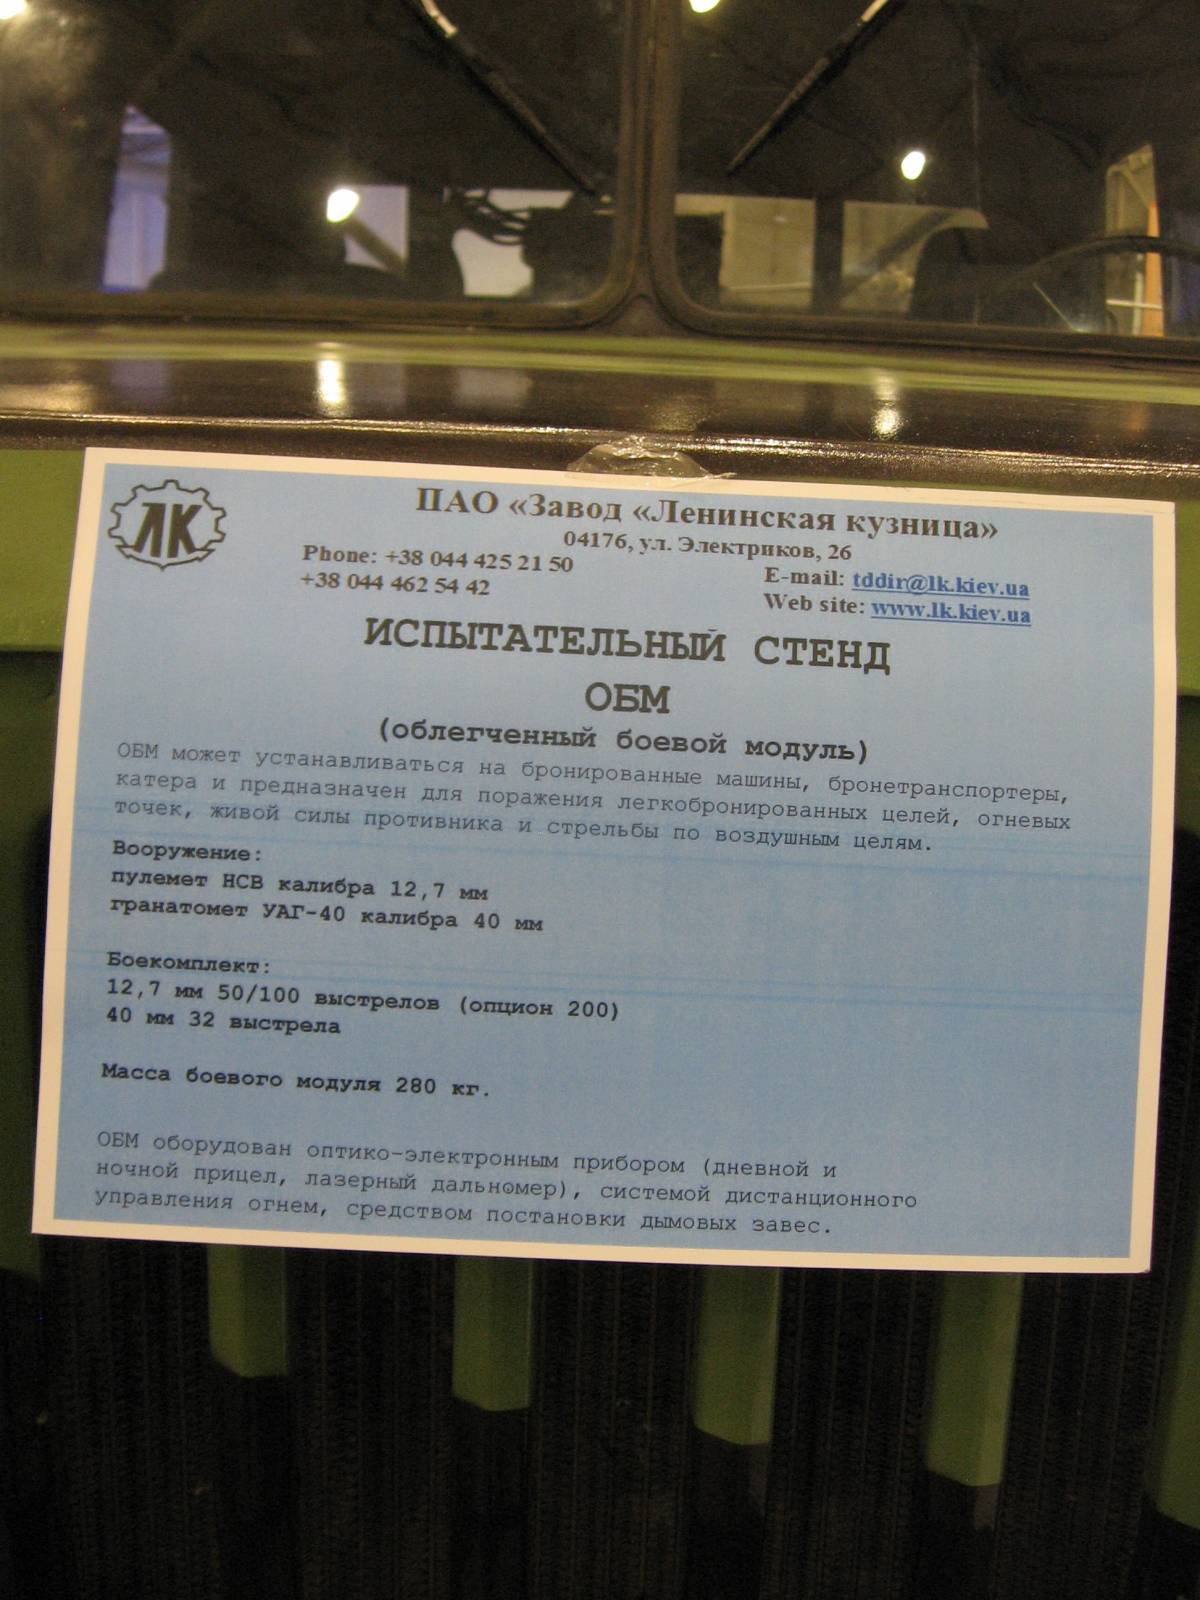 ЛК
ПАО «Завод «Ленинская кузница»
04176, ул. Электриков, 26
Phone: +38 044 425 21 50
+38 044 462 54 42
E-mail: tddir@lk.kiev.ua
Web site: www.lk.kiev.ua
ИСПЫТАТЕЛЬНЫЙ СТЕНД
ОБМ
(облегченный боевой модуль)
ОБМ может устанавливаться на бронированные машины, бронетранспортеры,
катера и предназначен для поражения легкобронированных целей, огневых
точек, живой силы противника и стрельбы по воздушным целям.
Вооружение:
пулемет НСВ калибра 12,7 мм
гранатомет УАГ-40 калибра 40 мм
Боекомплект:
12,7 мм 50/100 выстрелов (опцион 200)
40 мм 32 выстрела
Масса боевого модуля 280 кг.
ОБМ оборудован оптико-электронным прибором (дневной и
ночной прицел, лазерный дальномер), системой дистанционного
управления огнем, средством постановки дымовых завес.